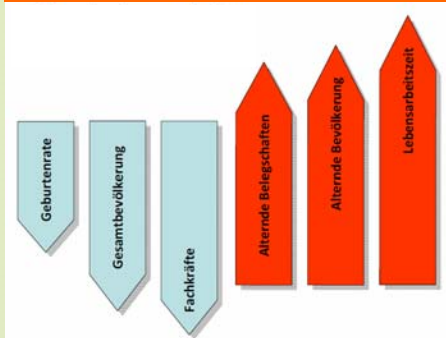 Geburtenrate
Gesamtbevölkerung
Fachkräfte
Alternde Belegschaften
Alternde Bevölkerung
Lebensarbeitszeit